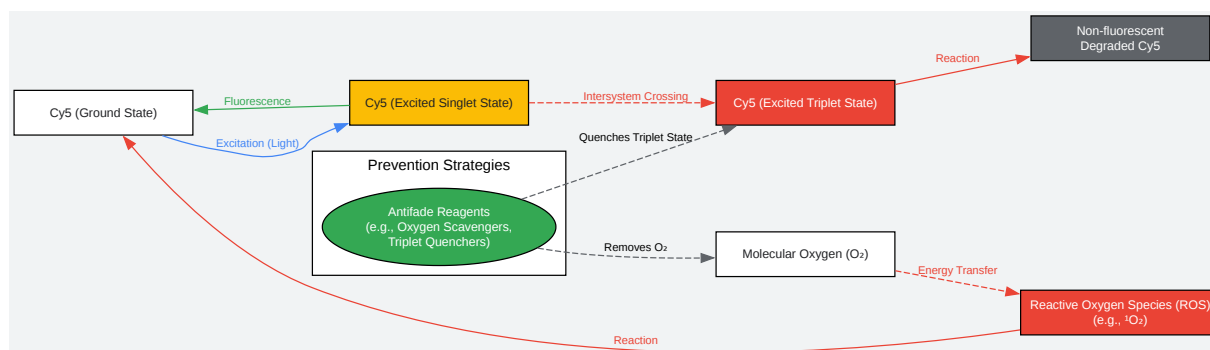 Non-fluorescent
Degraded Cy5
Reaction
Cy5 (Ground State)
Fluorescence
Cy5 (Excited Singlet State)
Intersystem Crossing
Cy5 (Excited Triplet State)
Excitation (Light)
Quenches Triplet State
Prevention Strategies
Antifade Reagents
(e.g., Oxygen Scavengers,
Triplet Quenchers)
Removes O₂
Molecular Oxygen (O₂)
Energy Transfer
Reactive Oxygen Species (ROS)
(e.g., ¹O₂)
Reaction